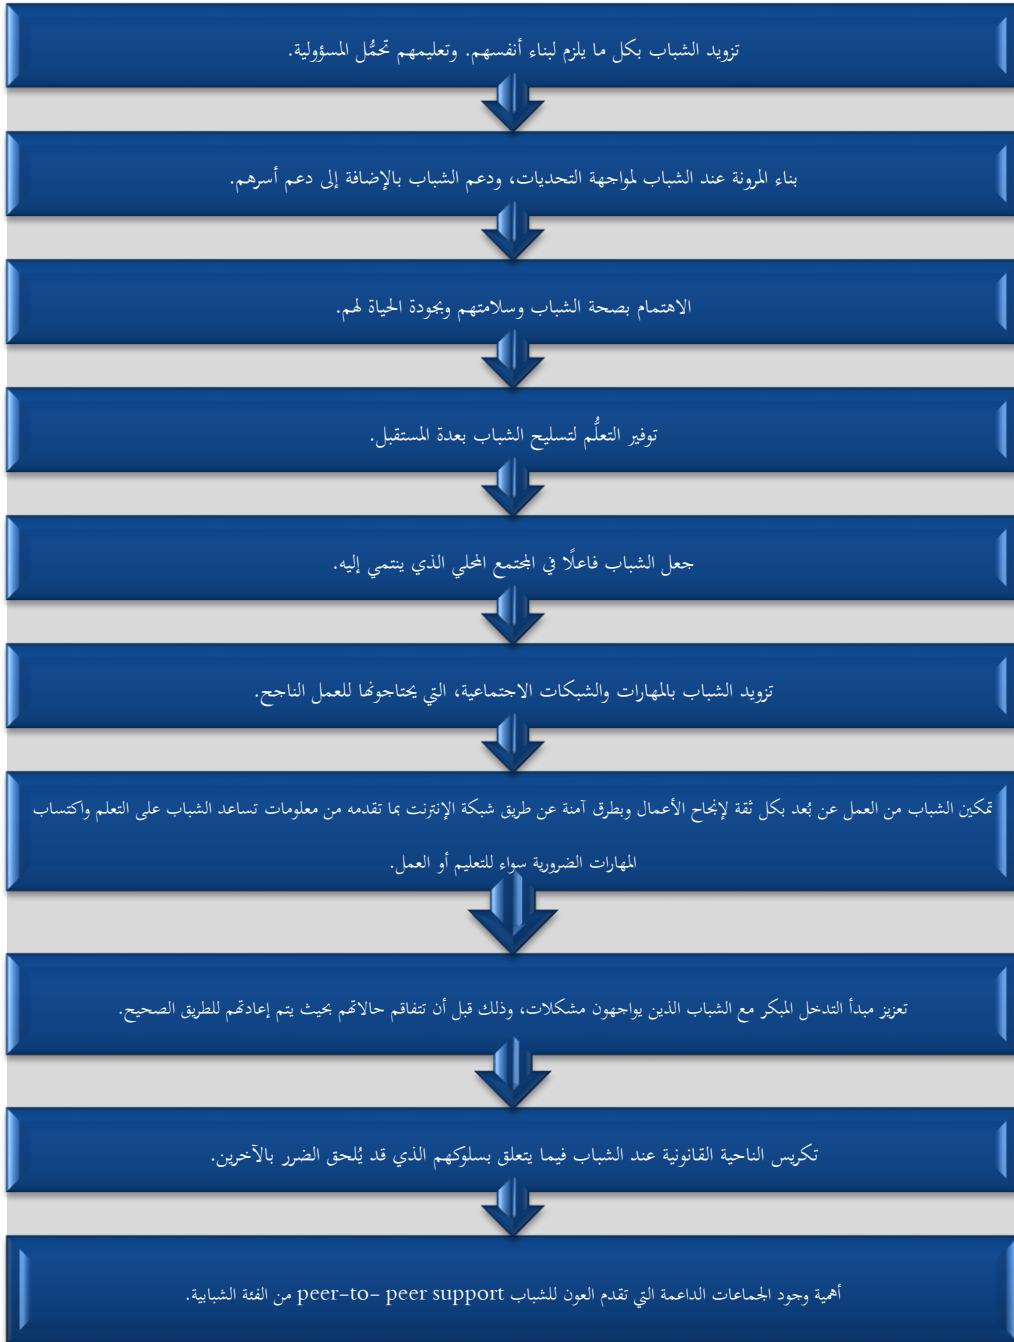 تزويد الشباب بكل ما يلزم لبناء أنفسهم. وتعليمهم تحمُّل المسؤولية.
بناء المرونة عند الشباب لمواجهة التحديات، ودعم الشباب بالإضافة إلى دعم أسرهم.
الاهتمام بصحة الشباب وسلامتهم وبجودة الحياة لهم.
توفير التعلُّم لتسليح الشباب بعدة المستقبل.
جعل الشباب فاعلًا في المجتمع المحلي الذي ينتمي إليه.
تزويد الشباب بالمهارات والشبكات الاجتماعية، التي يحتاجونها للعمل الناجح.
تمكين الشباب من العمل عن بُعد بكل ثقة لإنجاح الأعمال وبطرق آمنة عن طريق شبكة الإنترنت بما تقدمه من معلومات تساعد الشباب على التعلم واكتساب
المهارات الضرورية سواء للتعليم أو العمل.
تعزيز مبدأ التدخل المبكر مع الشباب الذين يواجهون مشكلات، وذلك قبل أن تتفاقم حالاتهم بحيث يتم إعادتهم للطريق الصحيح.
تكريس الناحية القانونية عند الشباب فيما يتعلق بسلوكهم الذي قد يُلحق الضرر بالآخرين.
أهمية وجود الجماعات الداعمة التي تقدم العون للشباب peer-to- peer support من الفئة الشبابية.